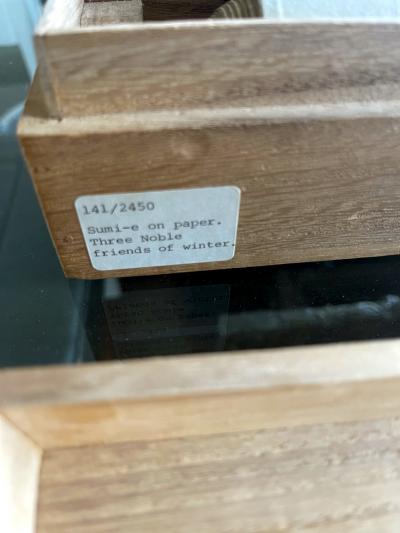 141/2450
Sumi-e on paper.
Three Noble
friends of winter.